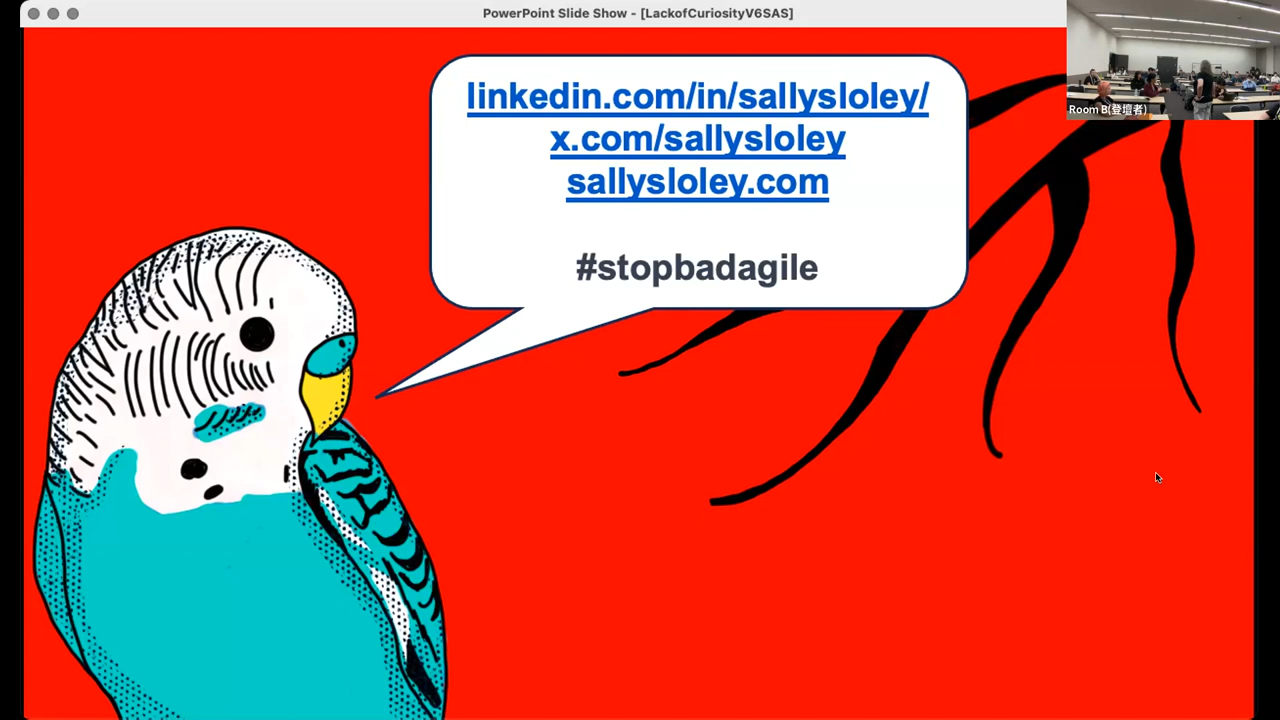 PowerPoint Slide Show - [LackofCuriosityV6SAS]
Room B(登壇者)
linkedin.com/in/sallysloley/
x.com/sallysloley
sallysloley.com
#stopbadagile